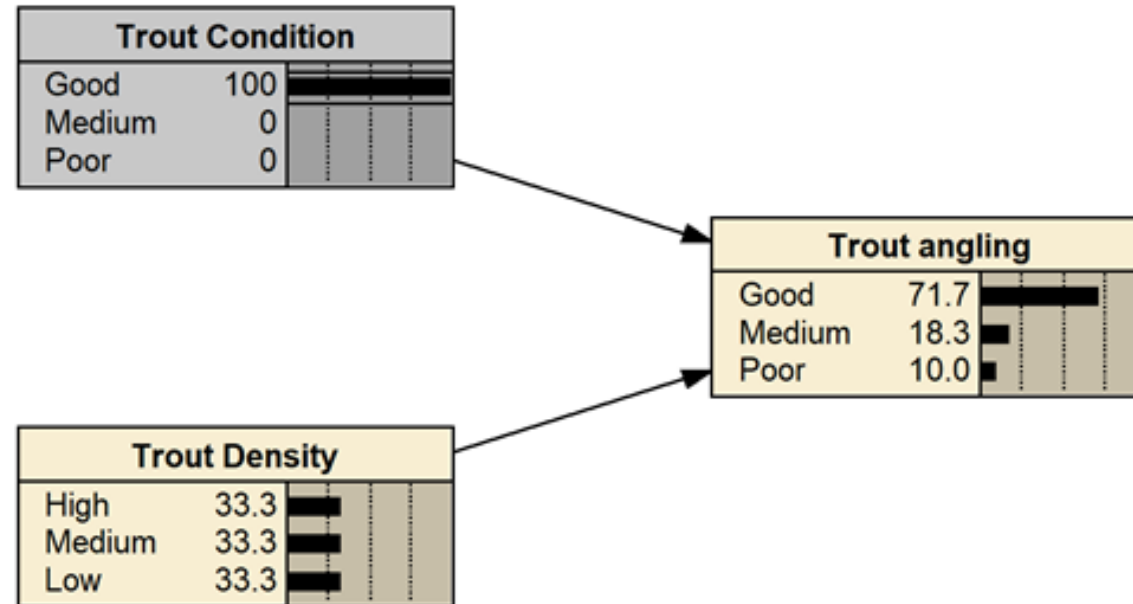 Trout Condition
Good 100
Medium 0
Poor 0
Trout angling
Good 71.7
Medium 18.3
Poor 10.0
Trout Density
High 33.3
Medium 33.3
Low 33.3